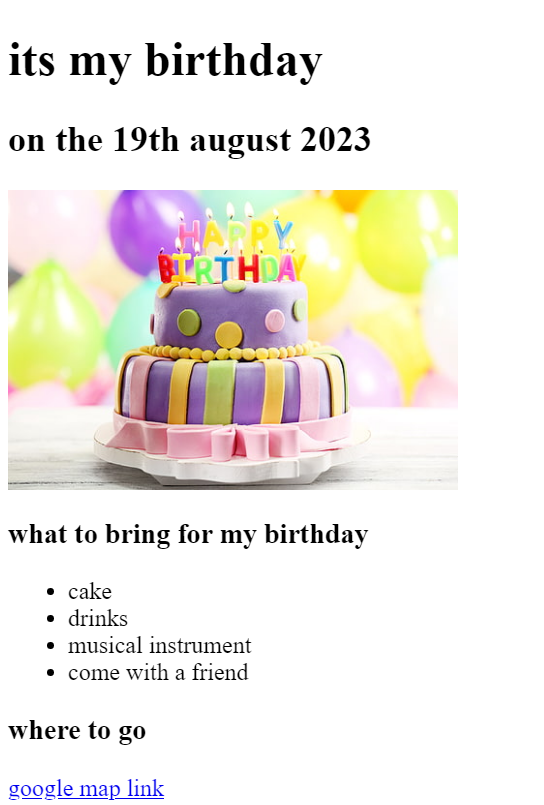 its my birthday
on the 19th august 2023
HAPPY
BIRTHDAY
what to bring for my birthday
cake
drinks
musical instrument
come with a friend
where to go
google map link